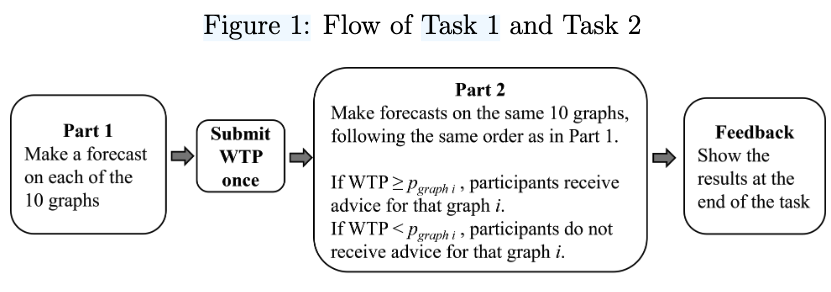 Figure 1: Flow of Task 1 and Task 2
Part 1
Make a forecast
on each of the
10 graphs
Submit
WTP
once
Part 2
Make forecasts on the same 10 graphs,
following the same order as in Part 1.
If WTP ≥ p_{graph i} , participants receive
advice for that graph i.
If WTP < p_{graph i} , participants do not
receive advice for that graph i.
Feedback
Show the
results at the
end of the task